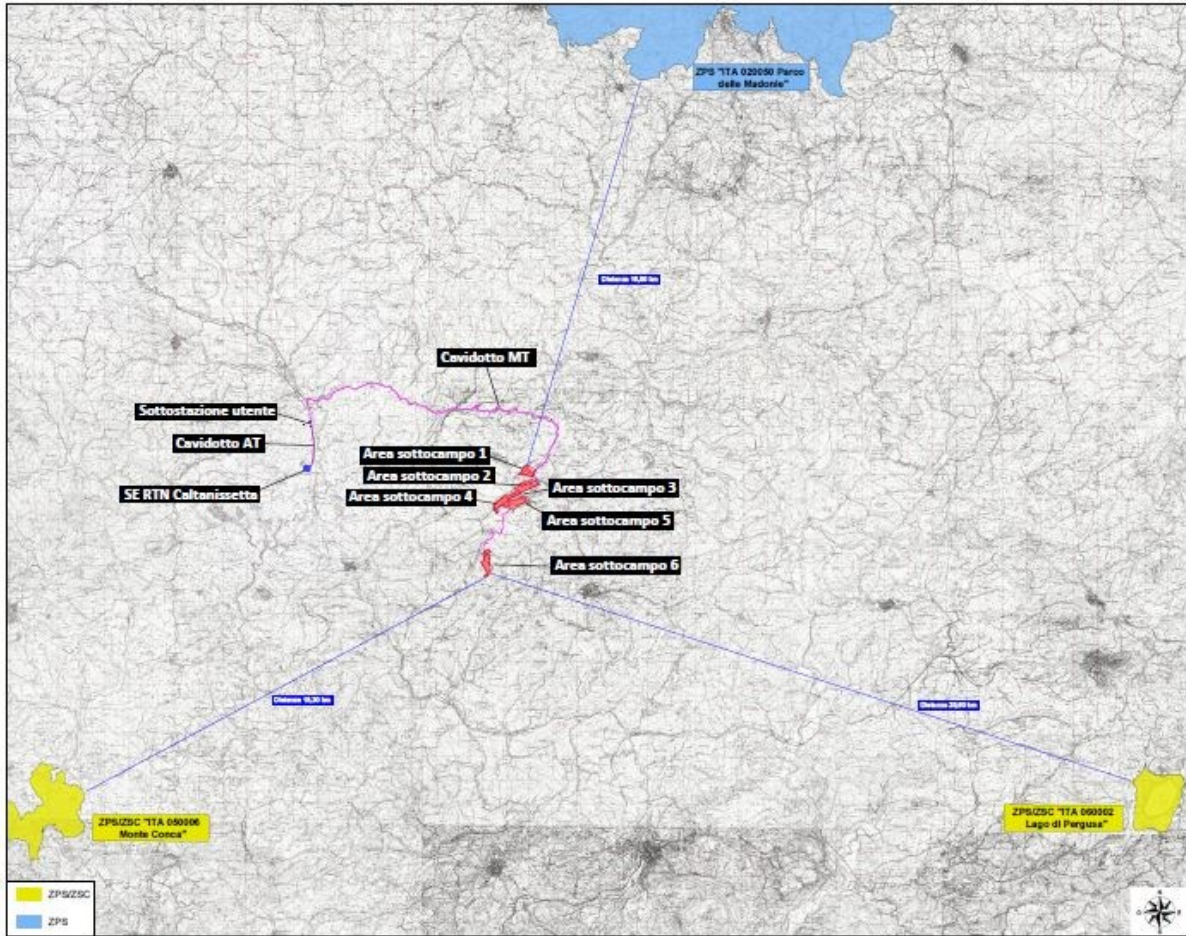 ZPS "ITA 020050 Parco
delle Madonie"
Cavidotto MT
Sottostazione utente
Cavidotto AT
Area sottocampo 1
Area sottocampo 2
Area sottocampo 3
SE RTN Caltanissetta
Area sottocampo 4
Area sottocampo 5
Area sottocampo 6
ZPS/ZSC "ITA 050006
Monte Conca"
ZPS/ZSC "ITA 060002
Lago di Pergusa"
ZPS/ZSC
ZPS